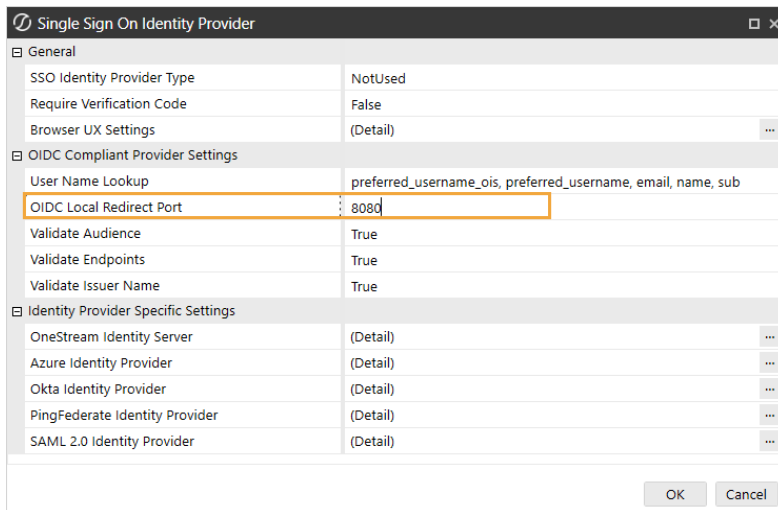 Single Sign On Identity Provider
General
SSO Identity Provider Type NotUsed
Require Verification Code False
Browser UX Settings (Detail) ...
OIDC Compliant Provider Settings
User Name Lookup preferred_username_ois, preferred_username, email, name, sub
OIDC Local Redirect Port 8080
Validate Audience True
Validate Endpoints True
Validate Issuer Name True
Identity Provider Specific Settings
OneStream Identity Server (Detail) ...
Azure Identity Provider (Detail) ...
Okta Identity Provider (Detail) ...
PingFederate Identity Provider (Detail) ...
SAML 2.0 Identity Provider (Detail) ...
OK Cancel